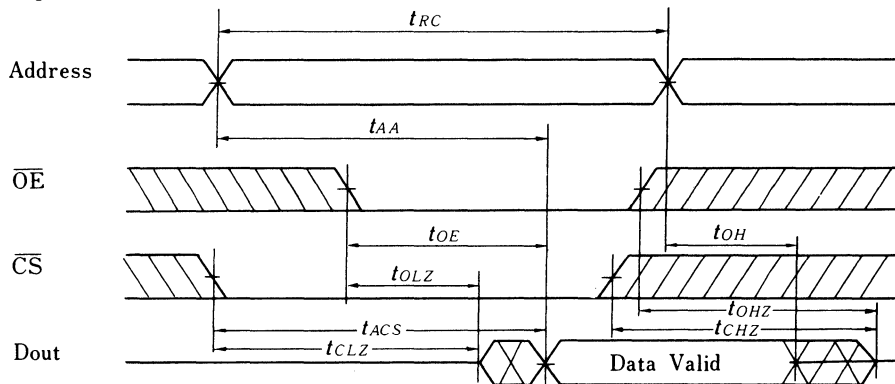 tRC
Address
tAA
OE
tOE
tOH
CS
tOLZ
tOHZ
tACS
tCHZ
tCLZ
Dout
Data Valid